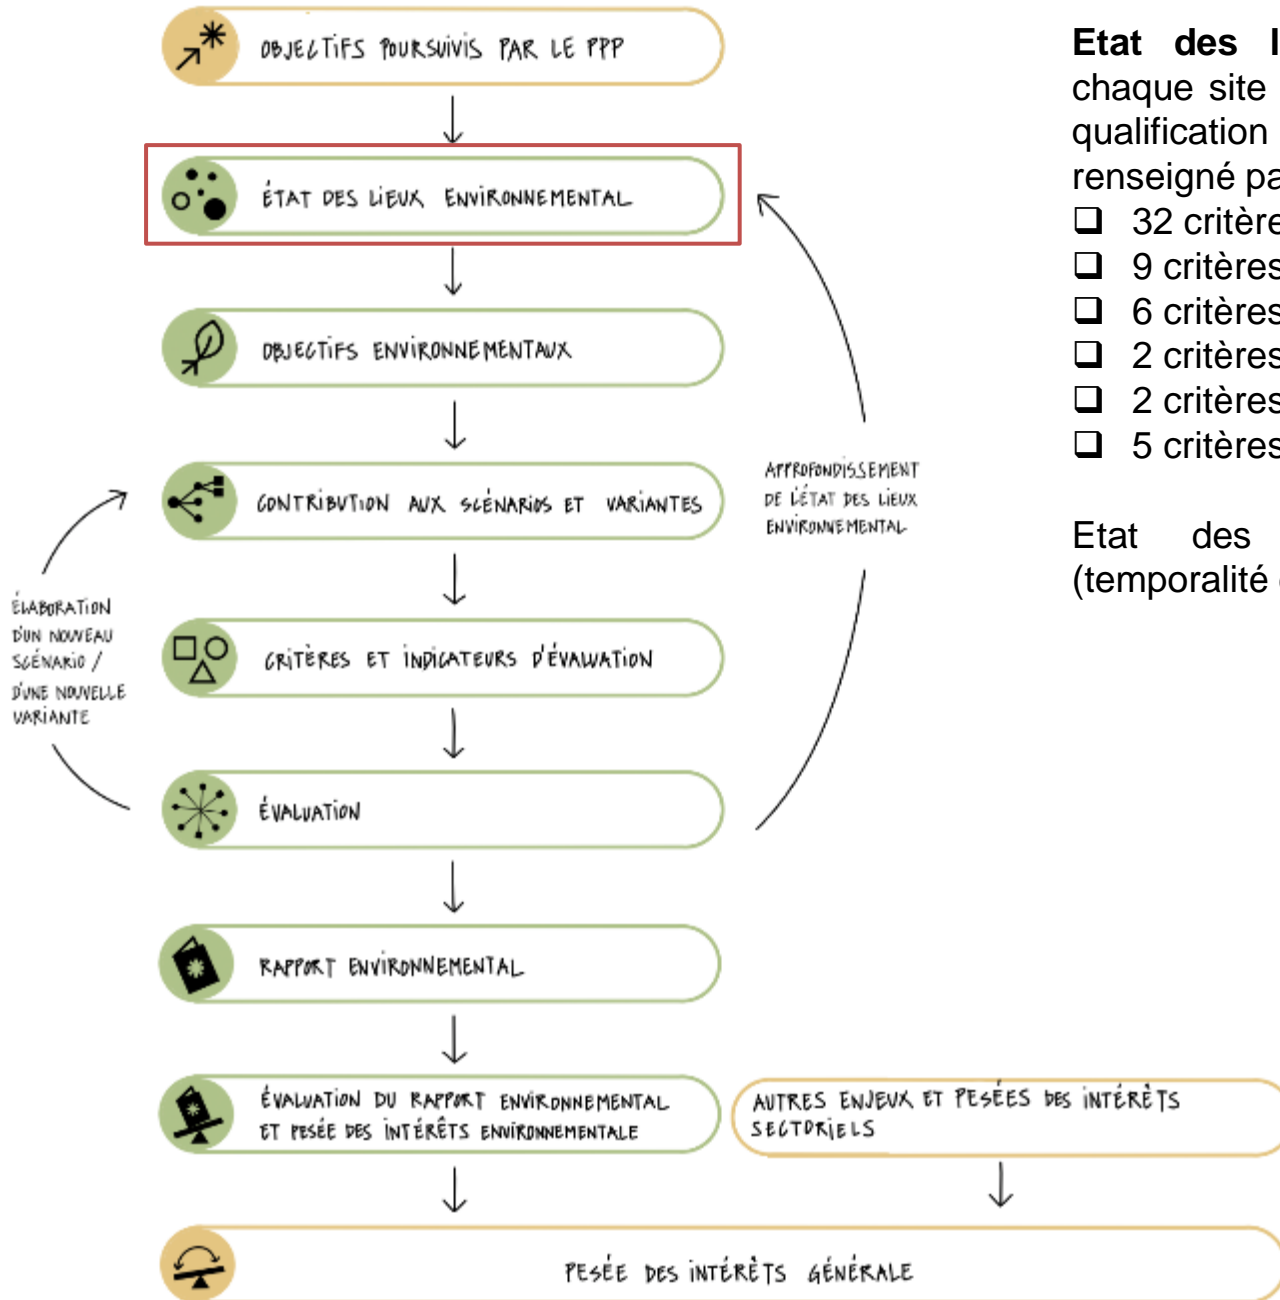 OBJECTIFS POURSUIVIS PAR LE PPP
ÉTAT DES LIEUX ENVIRONNEMENTAL
OBJECTIFS ENVIRONNEMENTAUX
CONTRIBUTION AUX SCÉNARIOS ET VARIANTES
CRITÈRES ET INDICATEURS D'ÉVALUATION
ÉVALUATION
RAPPORT ENVIRONNEMENTAL
ÉVALUATION DU RAPPORT ENVIRONNEMENTAL
ET PESÉE DES INTÉRÊTS ENVIRONNEMENTALE
AUTRES ENJEUX ET PESÉES DES INTÉRÊTS
SECTORIELS
PESÉE DES INTÉRÊTS GÉNÉRALE
ÉLABORATION
D'UN NOUVEAU
SCÉNARIO /
D'UNE NOUVELLE
VARIANTE
APPROFONDISSEMENT
DE L'ÉTAT DES LIEUX
ENVIRONNEMENTAL
Etat des
chaque site
qualification
renseigné
32
9 critères
6 critères
2 critères
2 critères
5 critères
Etat des
(temporalité